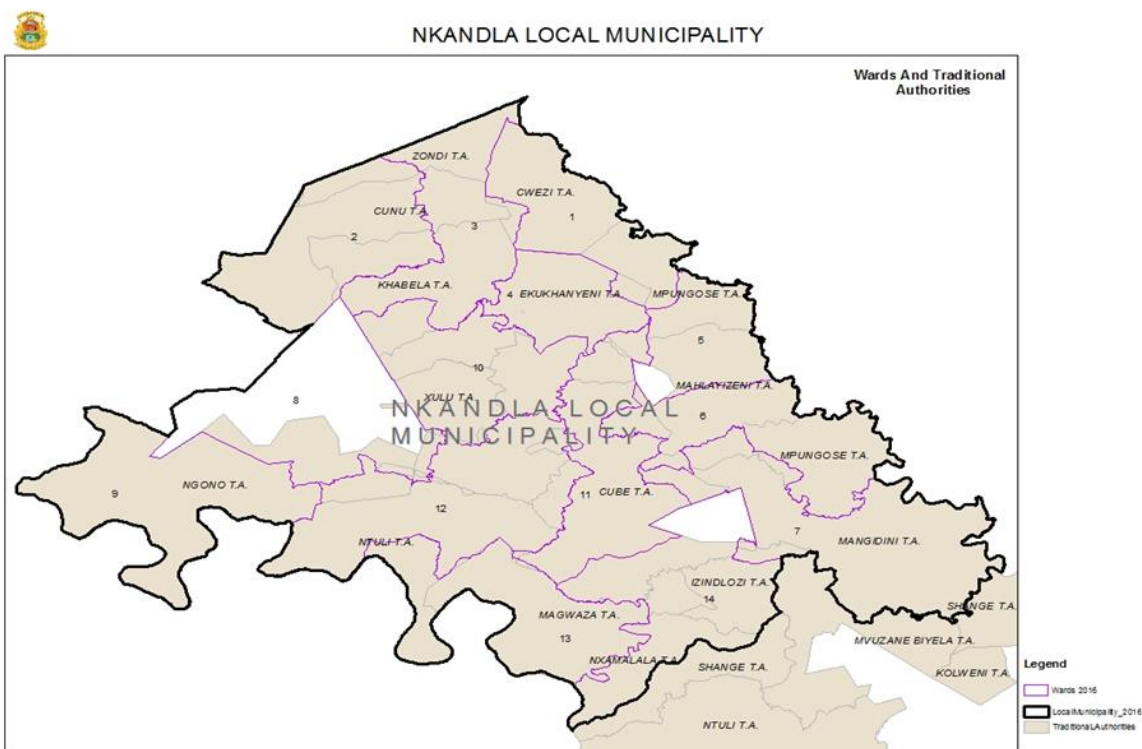 NKANDLA LOCAL MUNICIPALITY
Wards And Traditional
Authorities
ZONDI T.A.
CWEZI T.A.
CUNU T.A.
1
3
2
KHABELA T.A.
4
EKUKHANYENI T.A.
MPUNGOSE T.A.
5
10
MAHLAYIZENI T.A.
8
XULU T.A.
NKANDLA LOCAL
MUNICIPALITY
6
MPUNGOSE T.A.
NGONO T.A.
9
11
CUBE T.A.
12
7
MANGIDINI T.A.
NTULI T.A.
IZINDLOZI T.A.
14
SHANGE T.A.
MAGWAZA T.A.
13
MVUZANE BIYELA T.A.
NXAMALALA T.A.
SHANGE T.A.
KOLWENI T.A.
NTULI T.A.
Legend
Wards 2016
LocalMunicipality_2016
TraditionalAuthorities